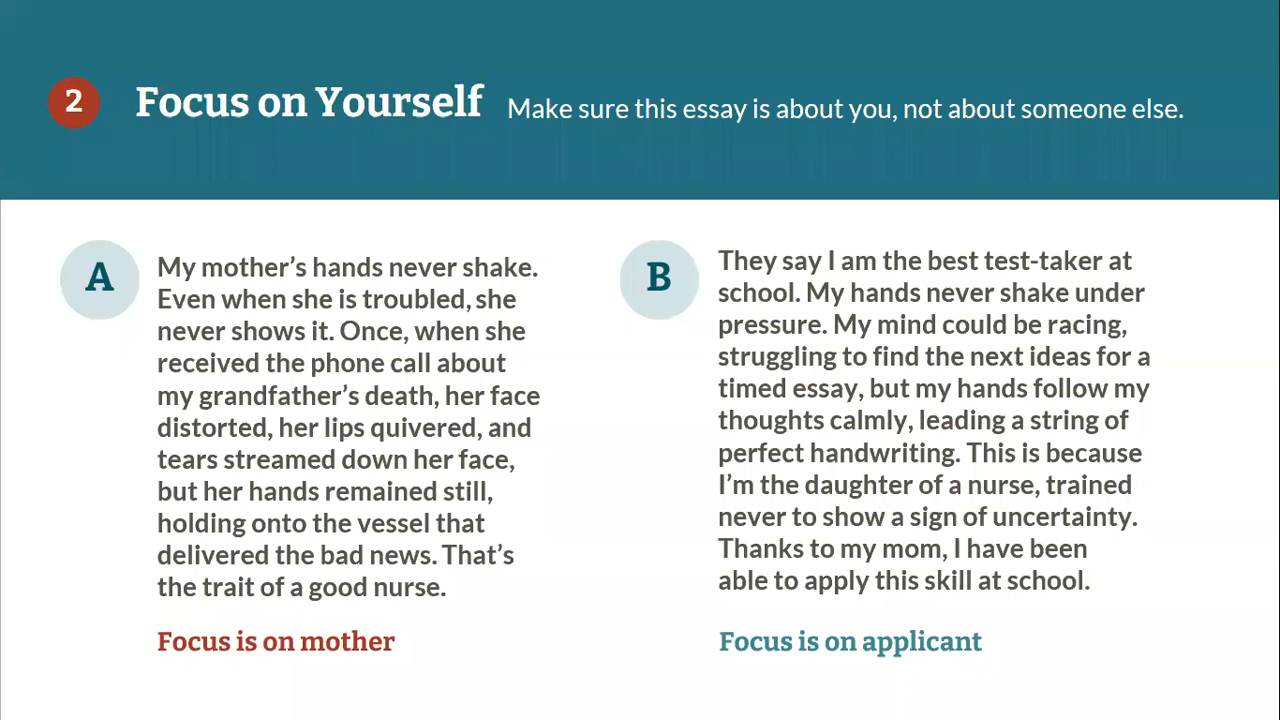 2
Focus on Yourself Make sure this essay is about you, not about someone else.
A
My mother’s hands never shake.
Even when she is troubled, she
never shows it. Once, when she
received the phone call about
my grandfather’s death, her face
distorted, her lips quivered, and
tears streamed down her face,
but her hands remained still,
holding onto the vessel that
delivered the bad news. That’s
the trait of a good nurse.
Focus is on mother
B
They say I am the best test-taker at
school. My hands never shake under
pressure. My mind could be racing,
struggling to find the next ideas for a
timed essay, but my hands follow my
thoughts calmly, leading a string of
perfect handwriting. This is because
I’m the daughter of a nurse, trained
never to show a sign of uncertainty.
Thanks to my mom, I have been
able to apply this skill at school.
Focus is on applicant